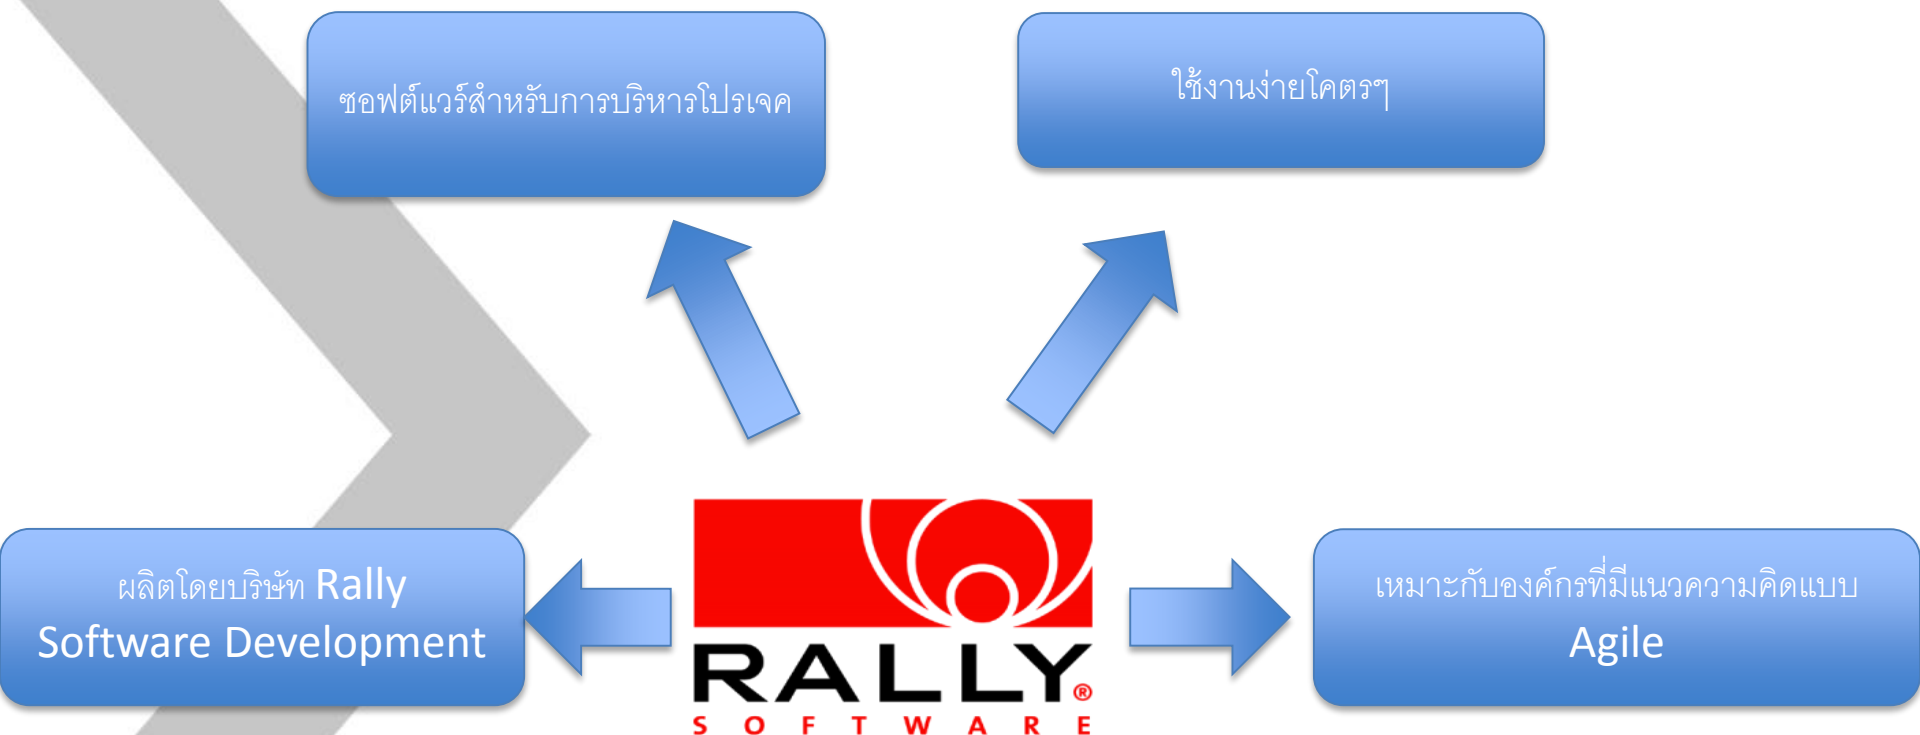 ซอฟต์แวร์สำหรับการบริหารโปรเจค
ใช้งานง่ายโคตรๆ
ผลิตโดยบริษัท Rally
Software Development
RALLY®
SOFTWARE
เหมาะกับองค์กรที่มีแนวความคิดแบบ
Agile